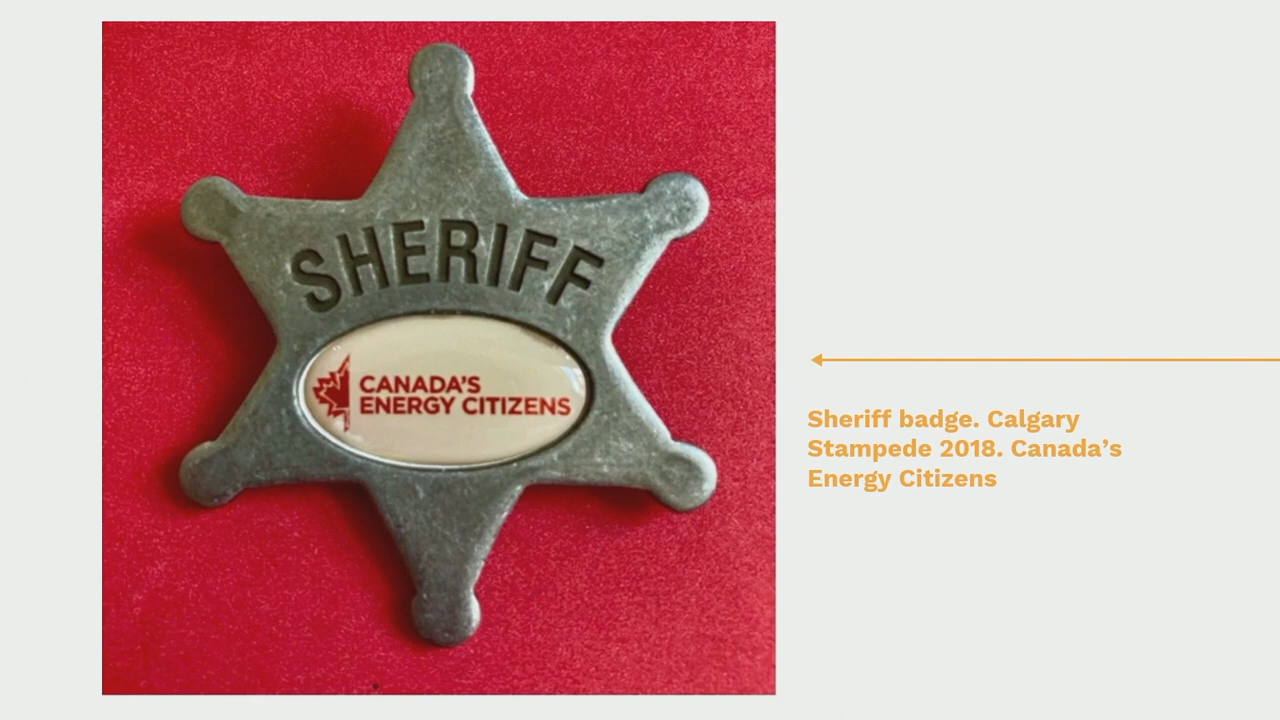 SHERIFF
CANADA'S
ENERGY CITIZENS
Sheriff badge. Calgary
Stampede 2018. Canada’s
Energy Citizens